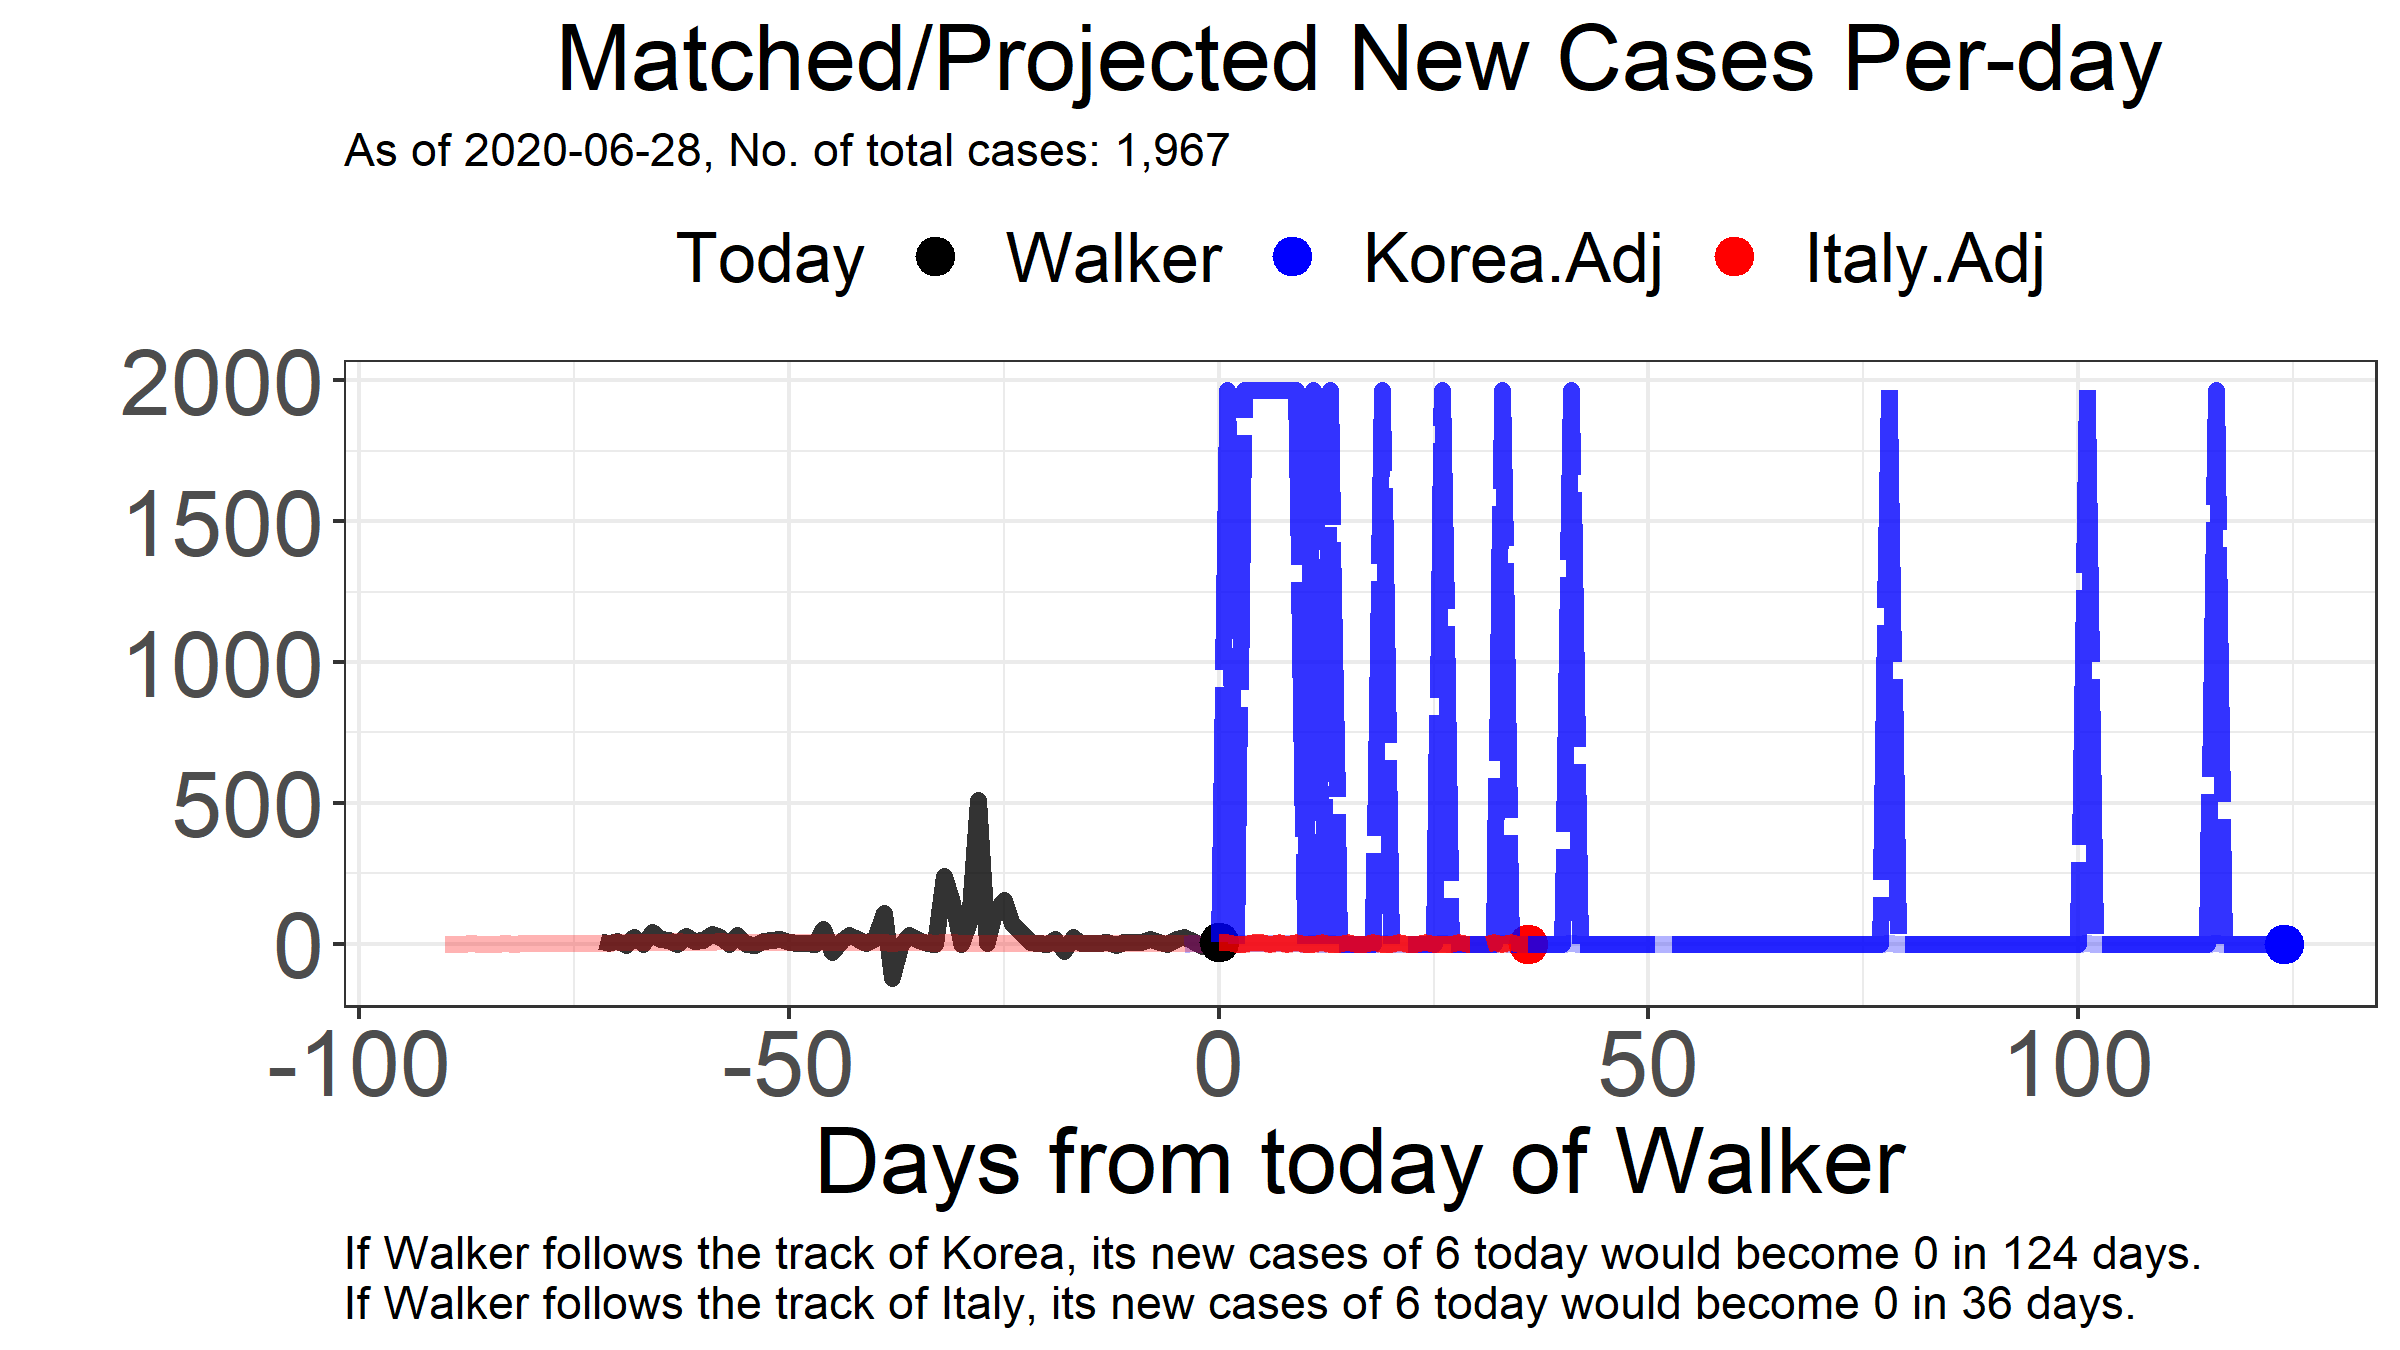 Matched/Projected New Cases Per-day
As of 2020-06-28, No. of total cases: 1,967
Today Walker Korea.Adj Italy.Adj
2000
1500
1000
500
0
-100 -50 0 50 100
Days from today of Walker
If Walker follows the track of Korea, its new cases of 6 today would become 0 in 124 days.
If Walker follows the track of Italy, its new cases of 6 today would become 0 in 36 days.